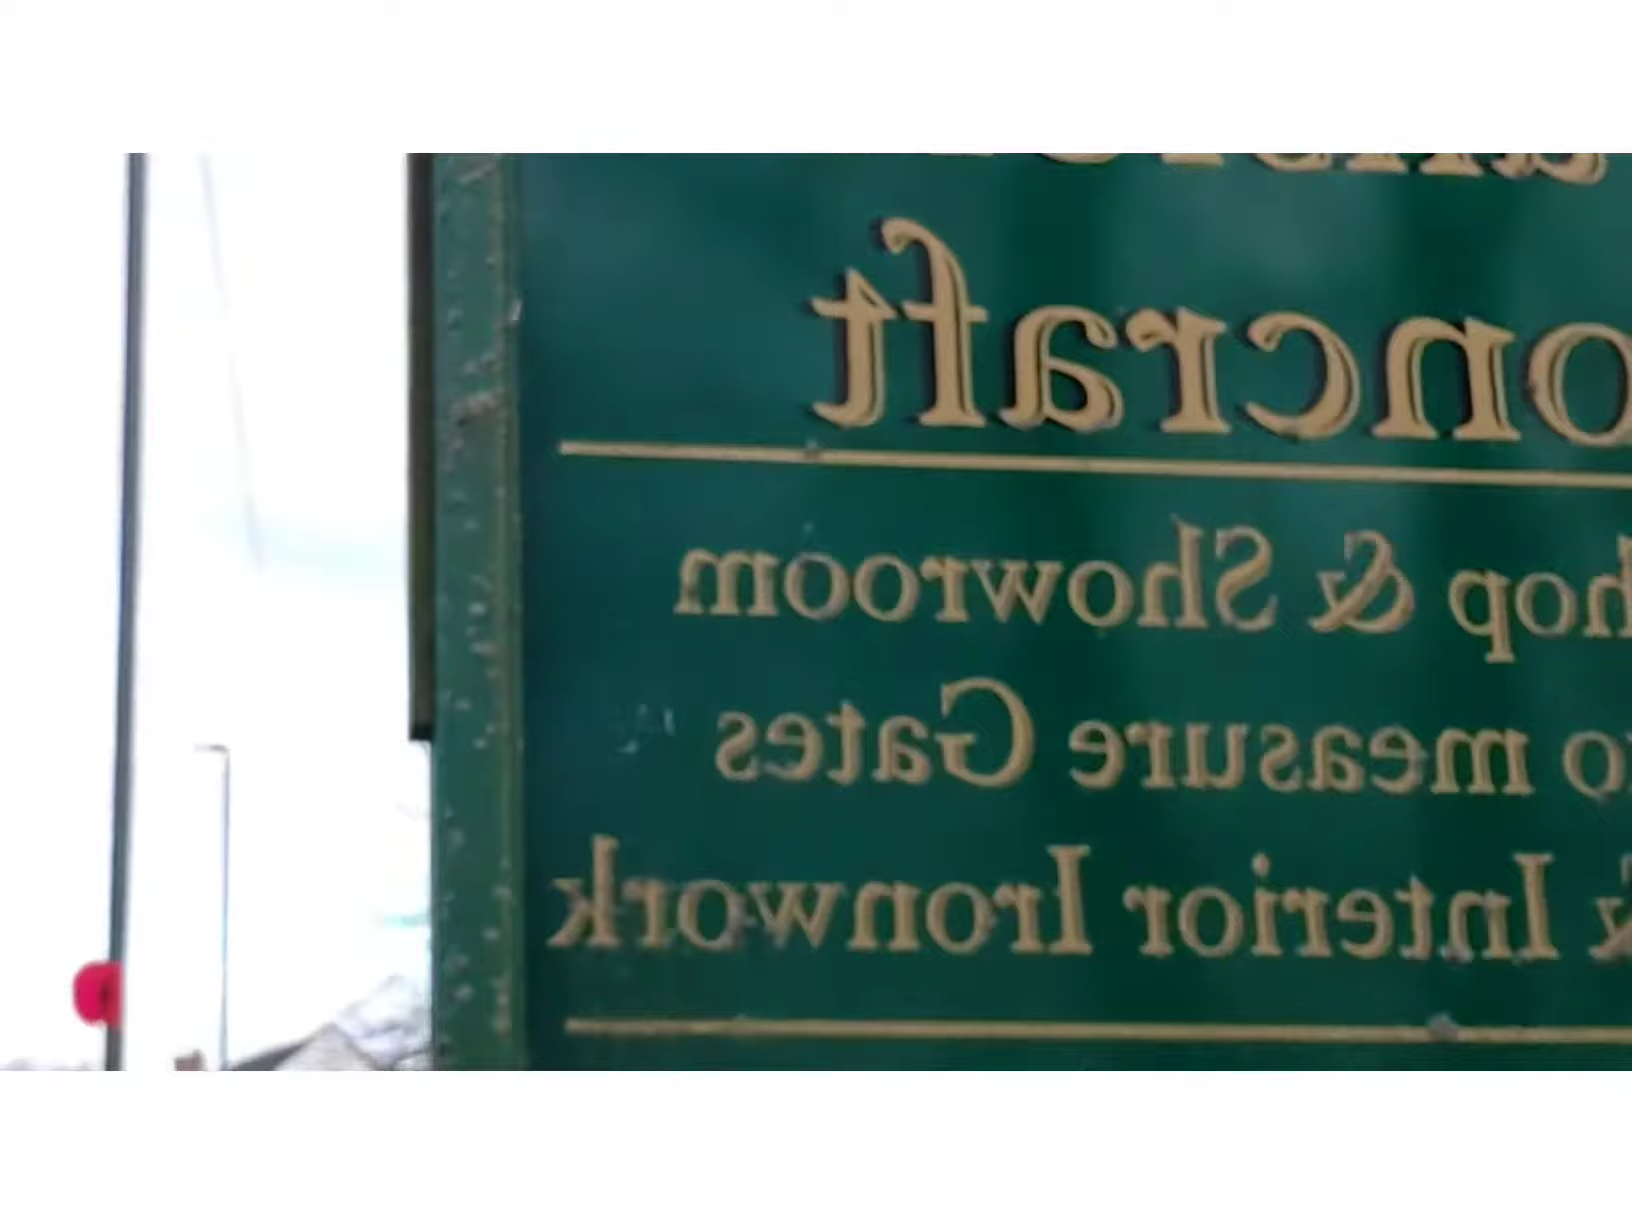 oncraft
hop & Showroom
o measure Gates
& Interior Ironwork